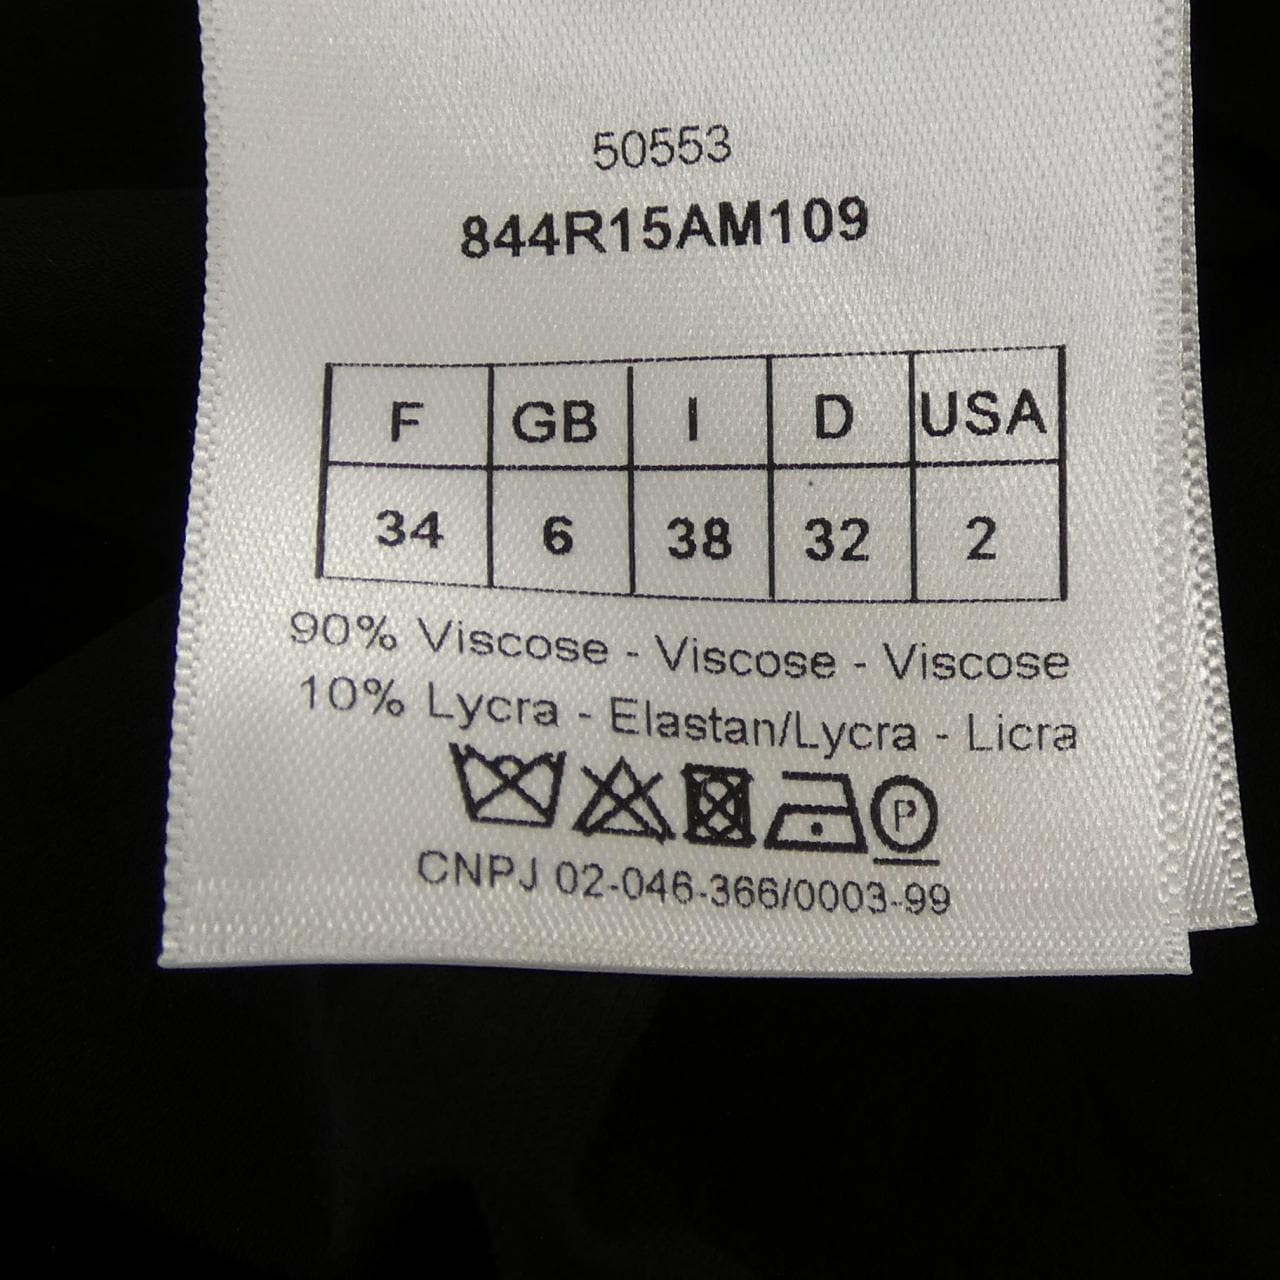 50553
844R15AM109
F GB I D USA
34 6 38 32 2
90% Viscose - Viscose - Viscose
10% Lycra - Elastan/Lycra - Licra
P
CNPJ 02-046-366/0003-99